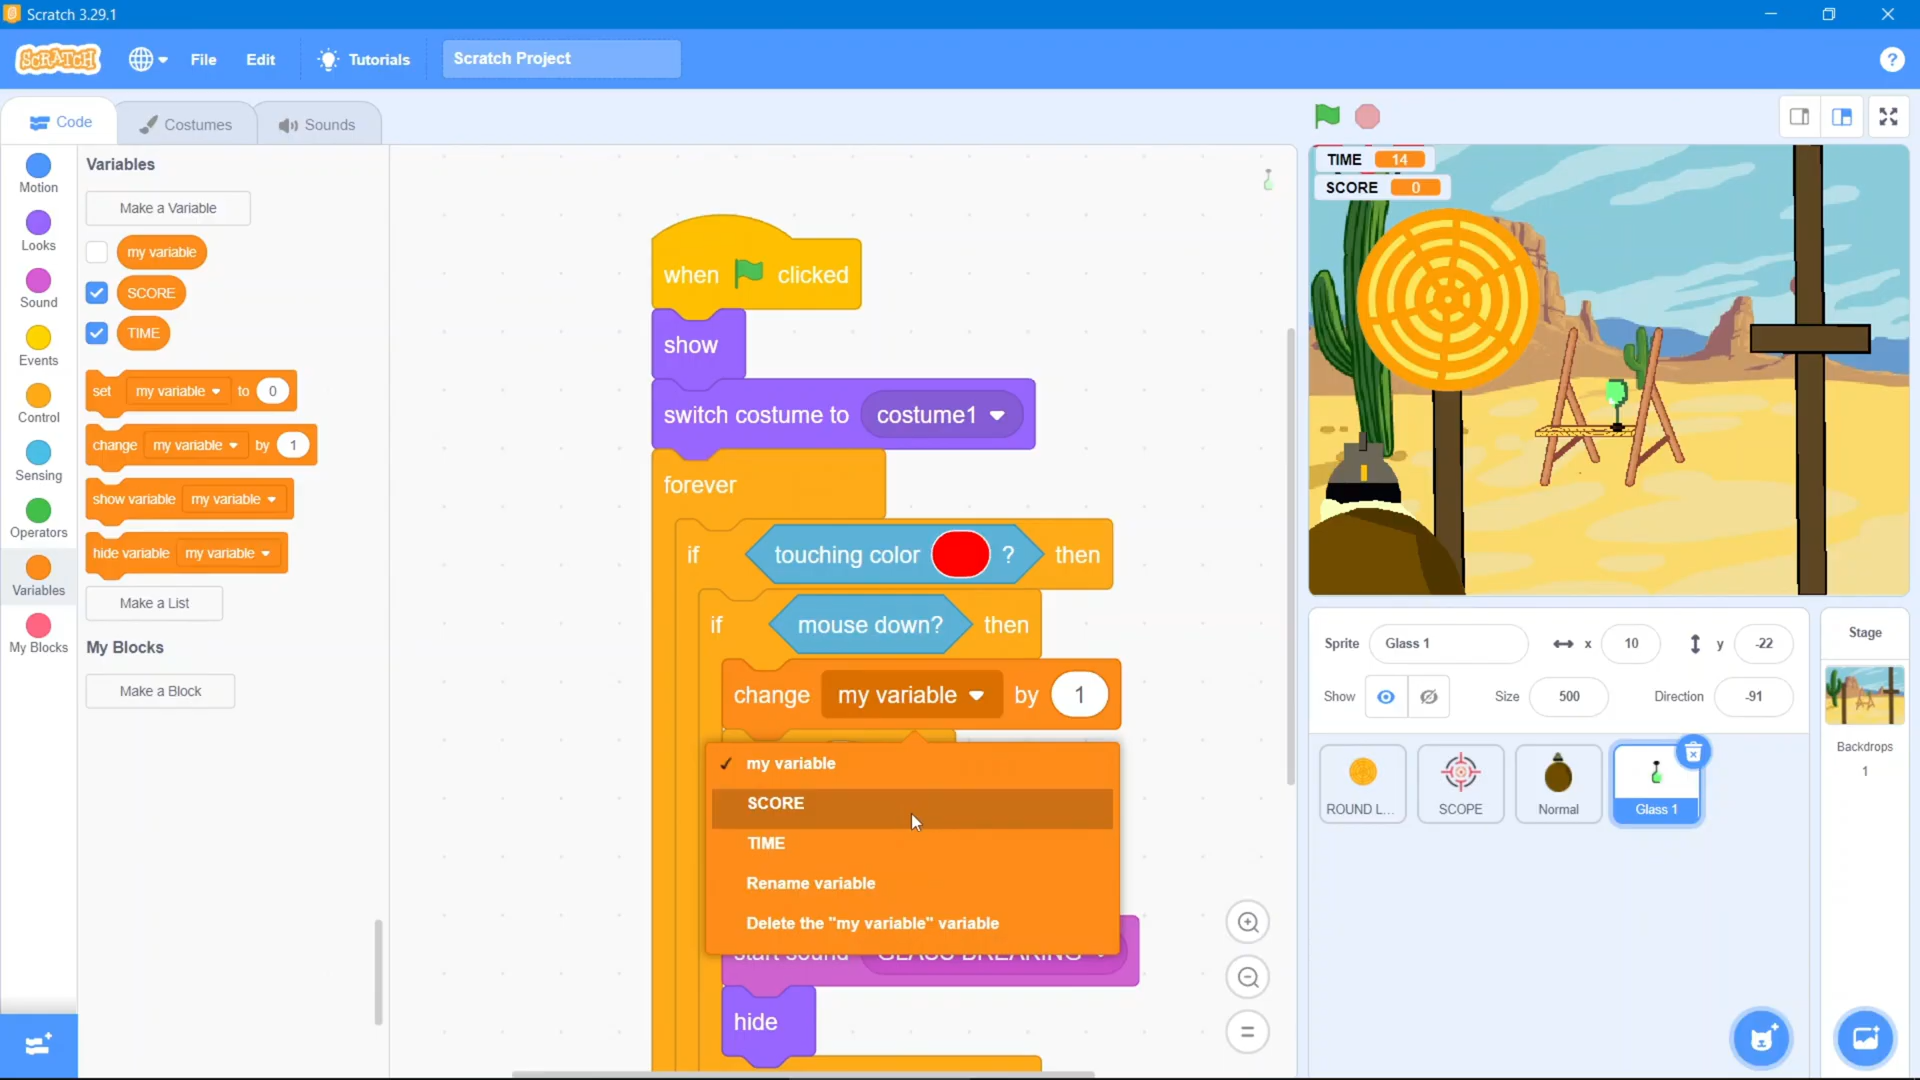 Scratch 3.29.1
SCRATCH
File
Edit
Tutorials
Scratch Project
?
Code
Costumes
Sounds
Motion
Looks
Sound
Events
Control
Sensing
Operators
Variables
My Blocks
Variables
Make a Variable
my variable
SCORE
TIME
set my variable to 0
change my variable by 1
show variable my variable
hide variable my variable
Make a List
My Blocks
Make a Block
when clicked
show
switch costume to costume1
forever
if touching color ? then
if mouse down? then
change my variable by 1
my variable
SCORE
TIME
Rename variable
Delete the "my variable" variable
start sound GLASS BREAKING
hide
TIME 14
SCORE 0
Sprite Glass 1 x 10 y -22
Show Size 500 Direction -91
ROUND L...
SCOPE
Normal
Glass 1
Stage
Backdrops
1